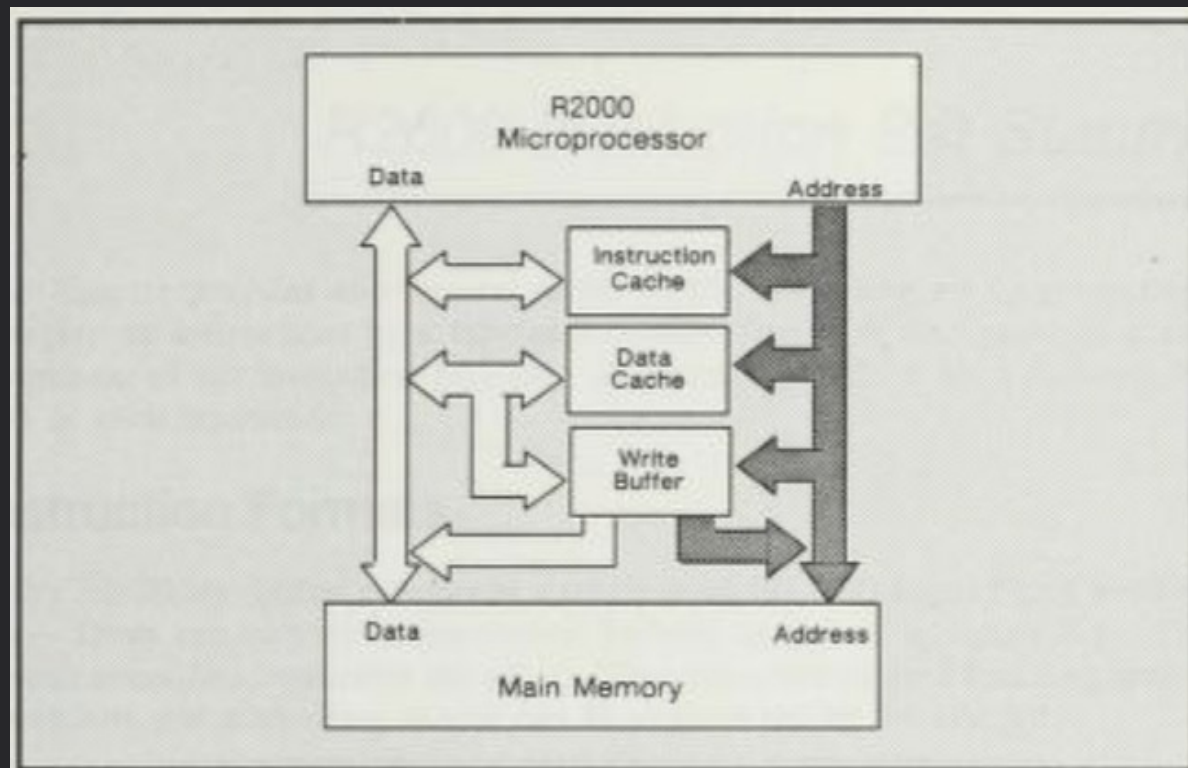 R2000
Microprocessor
Data
Address
Instruction
Cache
Data
Cache
Write
Buffer
Data
Address
Main Memory